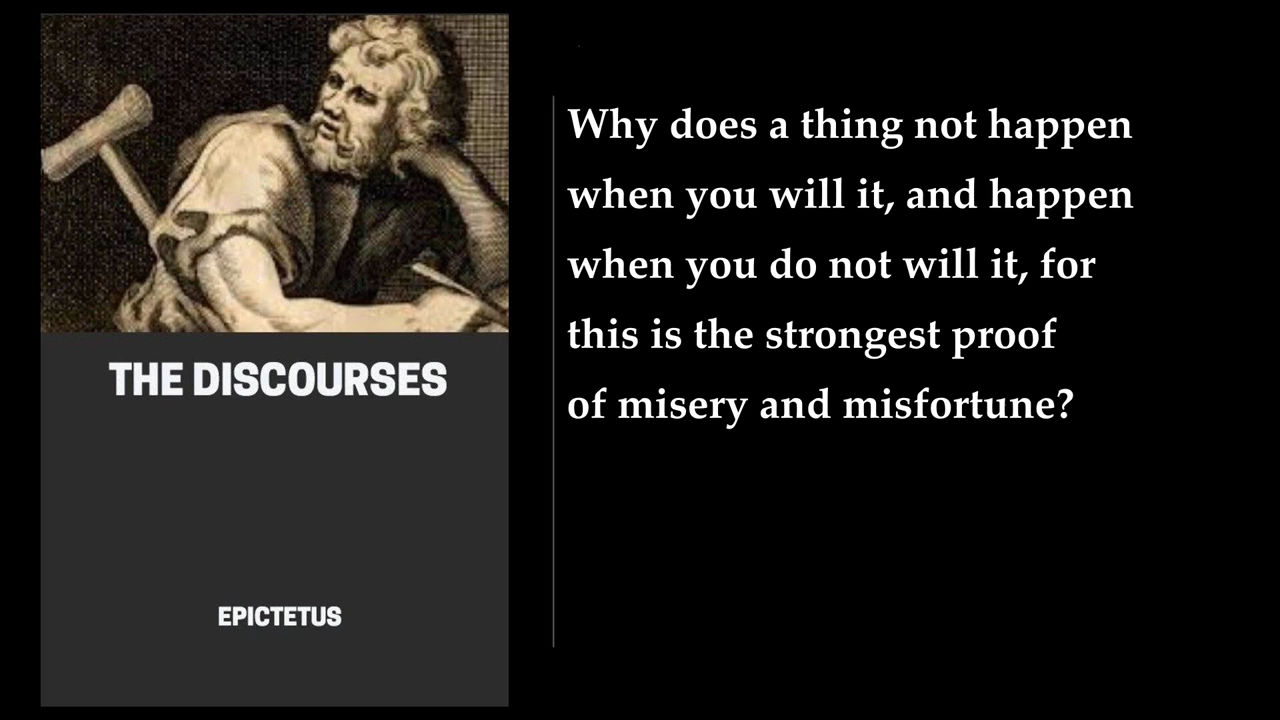 THE DISCOURSES
EPICTETUS
Why does a thing not happen
when you will it, and happen
when you do not will it, for
this is the strongest proof
of misery and misfortune?